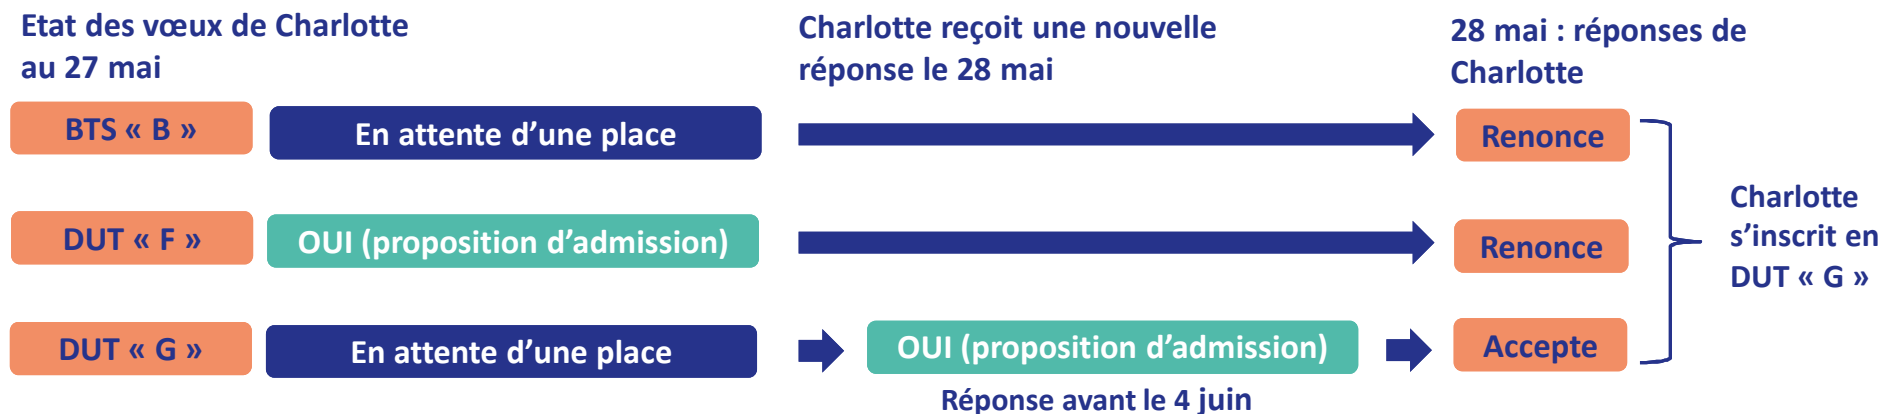 Etat des vœux de Charlotte
au 27 mai
Charlotte reçoit une nouvelle
réponse le 28 mai
28 mai : réponses de
Charlotte
BTS « B »
En attente d’une place
Renonce
DUT « F »
OUI (proposition d’admission)
Renonce
Charlotte
s’inscrit en
DUT « G »
DUT « G »
En attente d’une place
OUI (proposition d’admission)
Accepte
Réponse avant le 4 juin